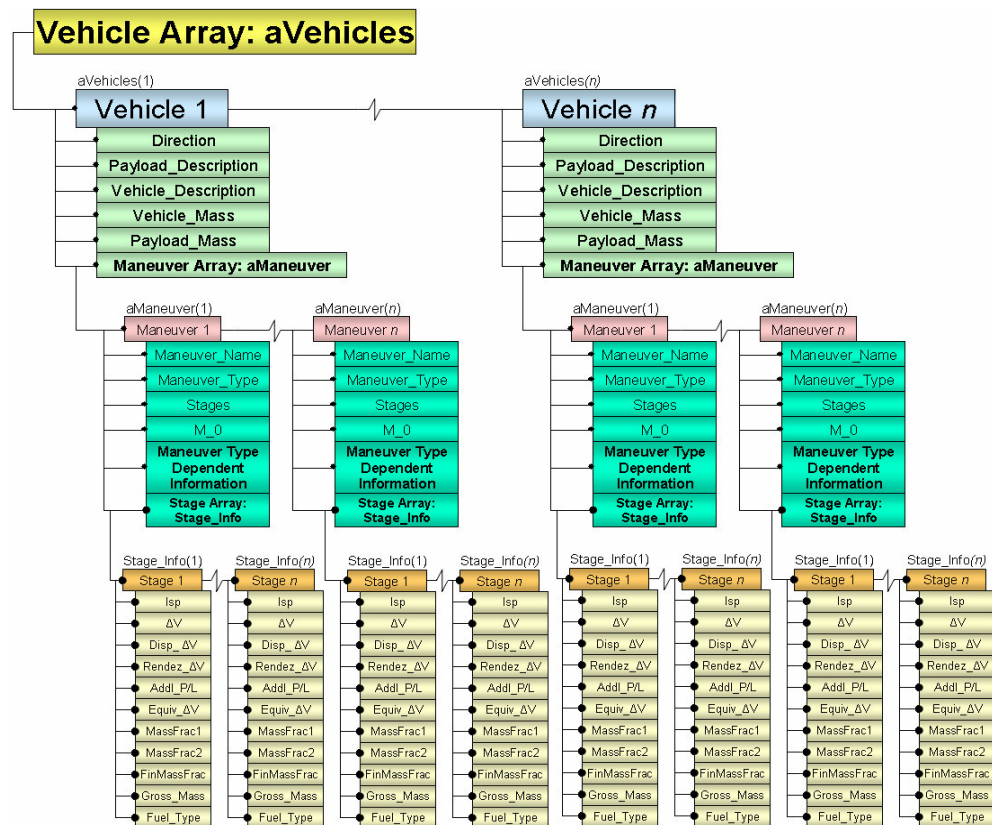 Vehicle Array: aVehicles
aVehicles(1)
Vehicle 1
Direction
Payload_Description
Vehicle_Description
Vehicle_Mass
Payload_Mass
Maneuver Array: aManeuver
aVehicles(n)
Vehicle n
Direction
Payload_Description
Vehicle_Description
Vehicle_Mass
Payload_Mass
Maneuver Array: aManeuver
aManeuver(1)
Maneuver 1
Maneuver_Name
Maneuver_Type
Stages
M_0
Maneuver Type
Dependent
Information
Stage Array:
Stage_Info
aManeuver(n)
Maneuver n
Maneuver_Name
Maneuver_Type
Stages
M_0
Maneuver Type
Dependent
Information
Stage Array:
Stage_Info
aManeuver(1)
Maneuver 1
Maneuver_Name
Maneuver_Type
Stages
M_0
Maneuver Type
Dependent
Information
Stage Array:
Stage_Info
aManeuver(n)
Maneuver n
Maneuver_Name
Maneuver_Type
Stages
M_0
Maneuver Type
Dependent
Information
Stage Array:
Stage_Info
Stage_Info(1)
Stage 1
Isp
ΔV
Disp_ΔV
Rendez_ΔV
Addl_P/L
Equiv_ΔV
MassFrac1
MassFrac2
FinMassFrac
Gross_Mass
Fuel_Type
Stage_Info(n)
Stage n
Isp
ΔV
Disp_ΔV
Rendez_ΔV
Addl_P/L
Equiv_ΔV
MassFrac1
MassFrac2
FinMassFrac
Gross_Mass
Fuel_Type
Stage_Info(1)
Stage 1
Isp
ΔV
Disp_ΔV
Rendez_ΔV
Addl_P/L
Equiv_ΔV
MassFrac1
MassFrac2
FinMassFrac
Gross_Mass
Fuel_Type
Stage_Info(n)
Stage n
Isp
ΔV
Disp_ΔV
Rendez_ΔV
Addl_P/L
Equiv_ΔV
MassFrac1
MassFrac2
FinMassFrac
Gross_Mass
Fuel_Type
Stage_Info(1)
Stage 1
Isp
ΔV
Disp_ΔV
Rendez_ΔV
Addl_P/L
Equiv_ΔV
MassFrac1
MassFrac2
FinMassFrac
Gross_Mass
Fuel_Type
Stage_Info(n)
Stage n
Isp
ΔV
Disp_ΔV
Rendez_ΔV
Addl_P/L
Equiv_ΔV
MassFrac1
MassFrac2
FinMassFrac
Gross_Mass
Fuel_Type
Stage_Info(1)
Stage 1
Isp
ΔV
Disp_ΔV
Rendez_ΔV
Addl_P/L
Equiv_ΔV
MassFrac1
MassFrac2
FinMassFrac
Gross_Mass
Fuel_Type
Stage_Info(n)
Stage n
Isp
ΔV
Disp_ΔV
Rendez_ΔV
Addl_P/L
Equiv_ΔV
MassFrac1
MassFrac2
FinMassFrac
Gross_Mass
Fuel_Type